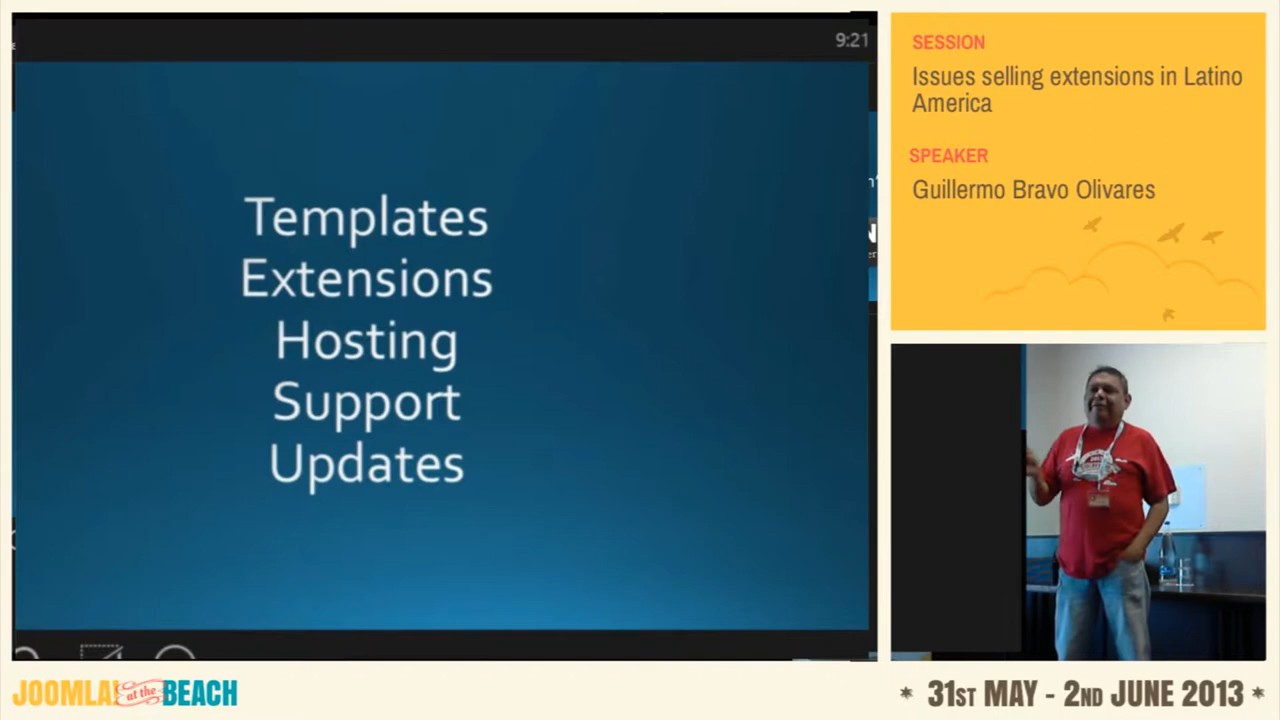 9:21
Templates
Extensions
Hosting
Support
Updates
SESSION
Issues selling extensions in Latino
America
SPEAKER
Guillermo Bravo Olivares
JOOMLA! at the BEACH
* 31ST MAY - 2ND JUNE 2013 *